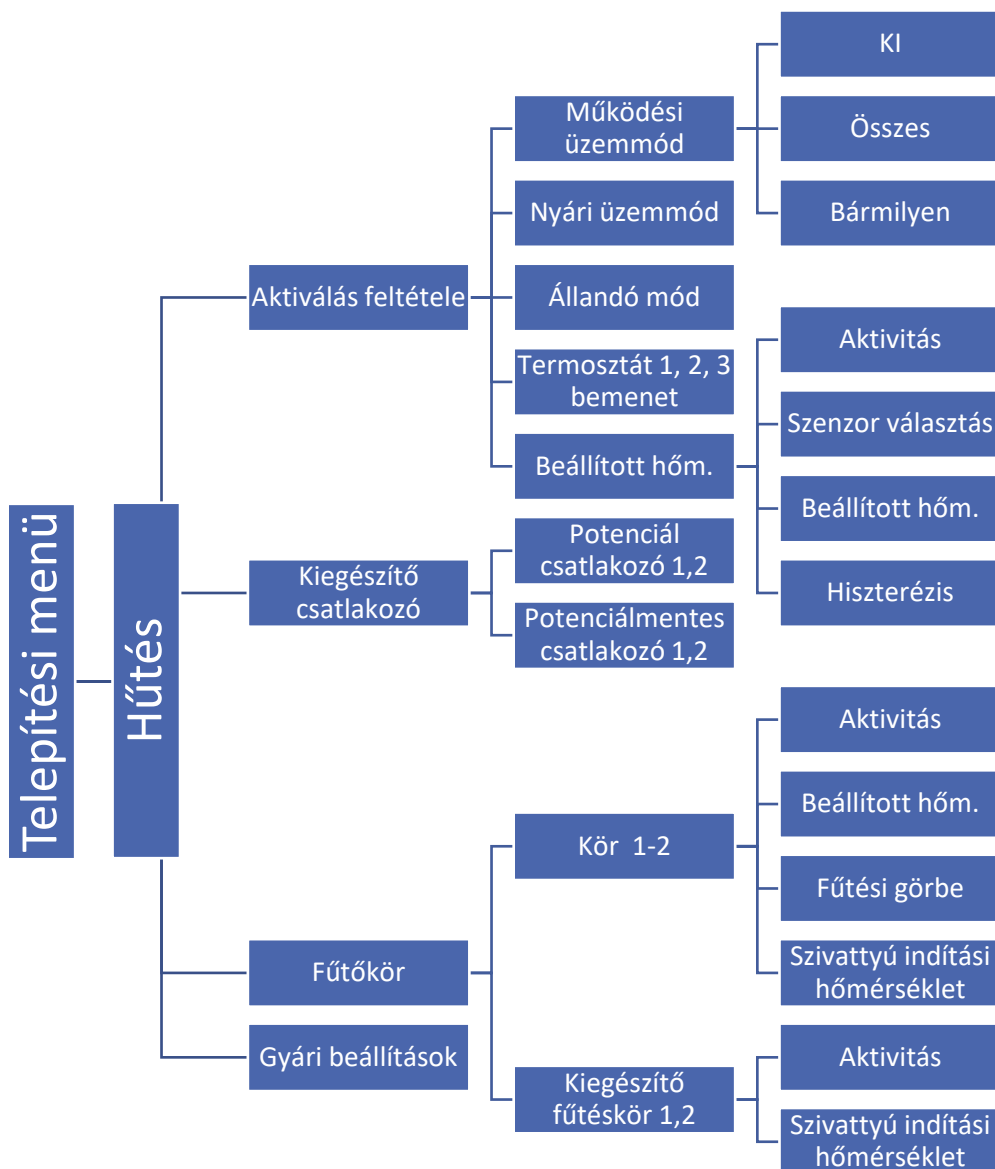 Telepítési menü
Hűtés
Aktiválás feltétele
Működési
üzemmód
KI
Összes
Bármilyen
Nyári üzemmód
Állandó mód
Termosztát 1, 2, 3
bemenet
Beállított hőm.
Aktivitás
Szenzor választás
Beállított hőm.
Hiszterézis
Kiegészítő
csatlakozó
Potenciál
csatlakozó 1,2
Potenciálmentes
csatlakozó 1,2
Fűtőkör
Kör 1-2
Aktivitás
Beállított hőm.
Fűtési görbe
Szivattyú indítási
hőmérséklet
Kiegészítő
fűtéskör 1,2
Aktivitás
Szivattyú indítási
hőmérséklet
Gyári beállítások